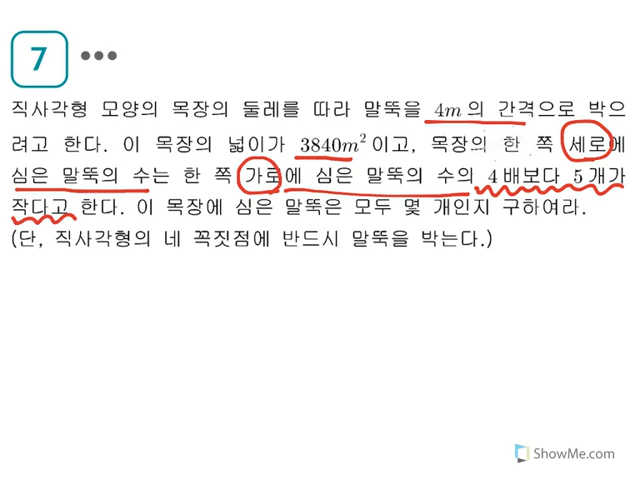 7
직사각형 모양의 목장의 둘레를 따라 말뚝을 4m의 간격으로 박으
려고 한다. 이 목장의 넓이가 3840m²이고, 목장의 한 쪽 세로에
심은 말뚝의 수는 한 쪽 가로에 심은 말뚝의 수의 4배보다 5개가
작다고 한다. 이 목장에 심은 말뚝은 모두 몇 개인지 구하여라.
(단, 직사각형의 네 꼭짓점에 반드시 말뚝을 박는다.)
ShowMe.com